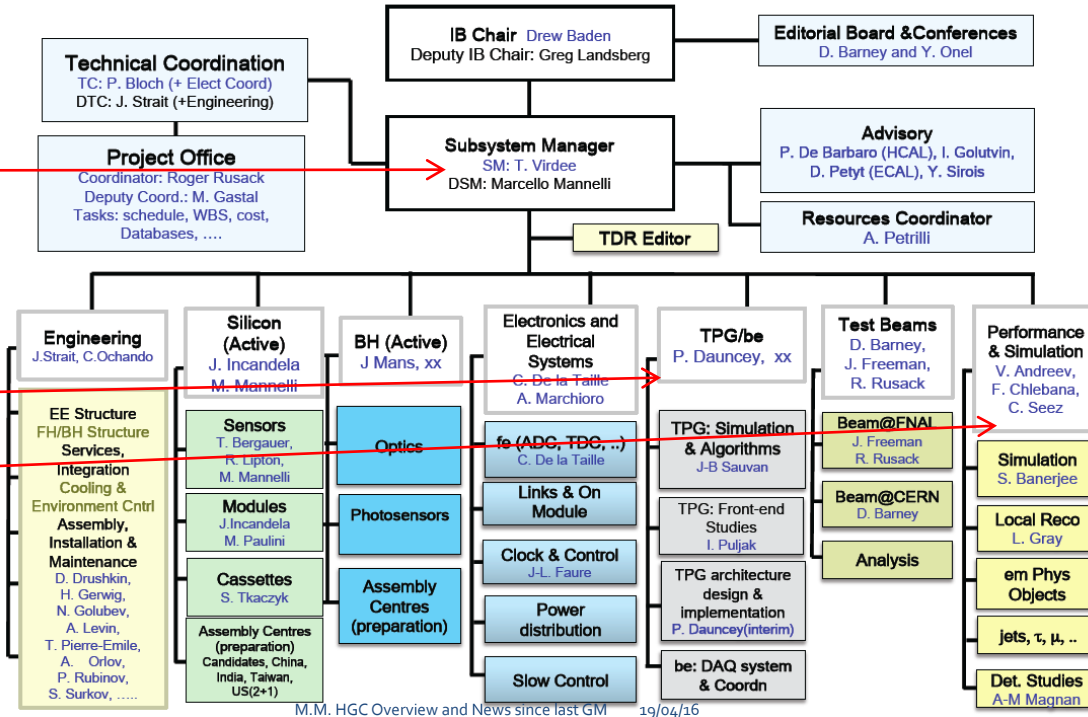 IB Chair Drew Baden
Deputy IB Chair: Greg Landsberg
Editorial Board &Conferences
D. Barney and Y. Onel
Technical Coordination
TC: P. Bloch (+ Elect Coord)
DTC: J. Strait (+Engineering)
Project Office
Coordinator: Roger Rusack
Deputy Coord.: M. Gastal
Tasks: schedule, WBS, cost,
Databases, ....
Subsystem Manager
SM: T. Virdee
DSM: Marcello Mannelli
Advisory
P. De Barbaro (HCAL), I. Golutvin,
D. Petyt (ECAL), Y. Sirois
Resources Coordinator
A. Petrilli
TDR Editor
Engineering
J.Strait, C.Ochando
EE Structure
FH/BH Structure
Services,
Integration
Cooling &
Environment Cntrl
Assembly,
Installation &
Maintenance
D. Drushkin,
H. Gerwig,
N. Golubev,
A. Levin,
T. Pierre-Emile,
A. Orlov,
P. Rubinov,
S. Surkov, .....
Silicon
(Active)
J. Incandela
M. Mannelli
Sensors
T. Bergauer,
R. Lipton,
M. Mannelli
Modules
J.Incandela
M. Paulini
Cassettes
S. Tkaczyk
Assembly Centres
(preparation)
Candidates, China,
India, Taiwan,
US(2+1)
BH (Active)
J Mans, xx
Optics
Photosensors
Assembly
Centres
(preparation)
Electronics and
Electrical
Systems
C. De la Taille
A. Marchioro
fe (ADC, TDC, ..)
C. De la Taille
Links & On
Module
Clock & Control
J-L. Faure
Power
distribution
Slow Control
TPG/be
P. Dauncey, xx
TPG: Simulation
& Algorithms
J-B Sauvan
TPG: Front-end
Studies
I. Puljak
TPG architecture
design &
implementation
P. Dauncey(interim)
be: DAQ system
& Coordn
Test Beams
D. Barney,
J. Freeman,
R. Rusack
Beam@FNAL
J. Freeman
R. Rusack
Beam@CERN
D. Barney
Analysis
Performance
& Simulation
V. Andreev,
F. Chlebana,
C. Seez
Simulation
S. Banerjee
Local Reco
L. Gray
em Phys
Objects
jets, τ, μ, ..
Det. Studies
A-M Magnan
M.M. HGC Overview and News since last GM 19/04/16